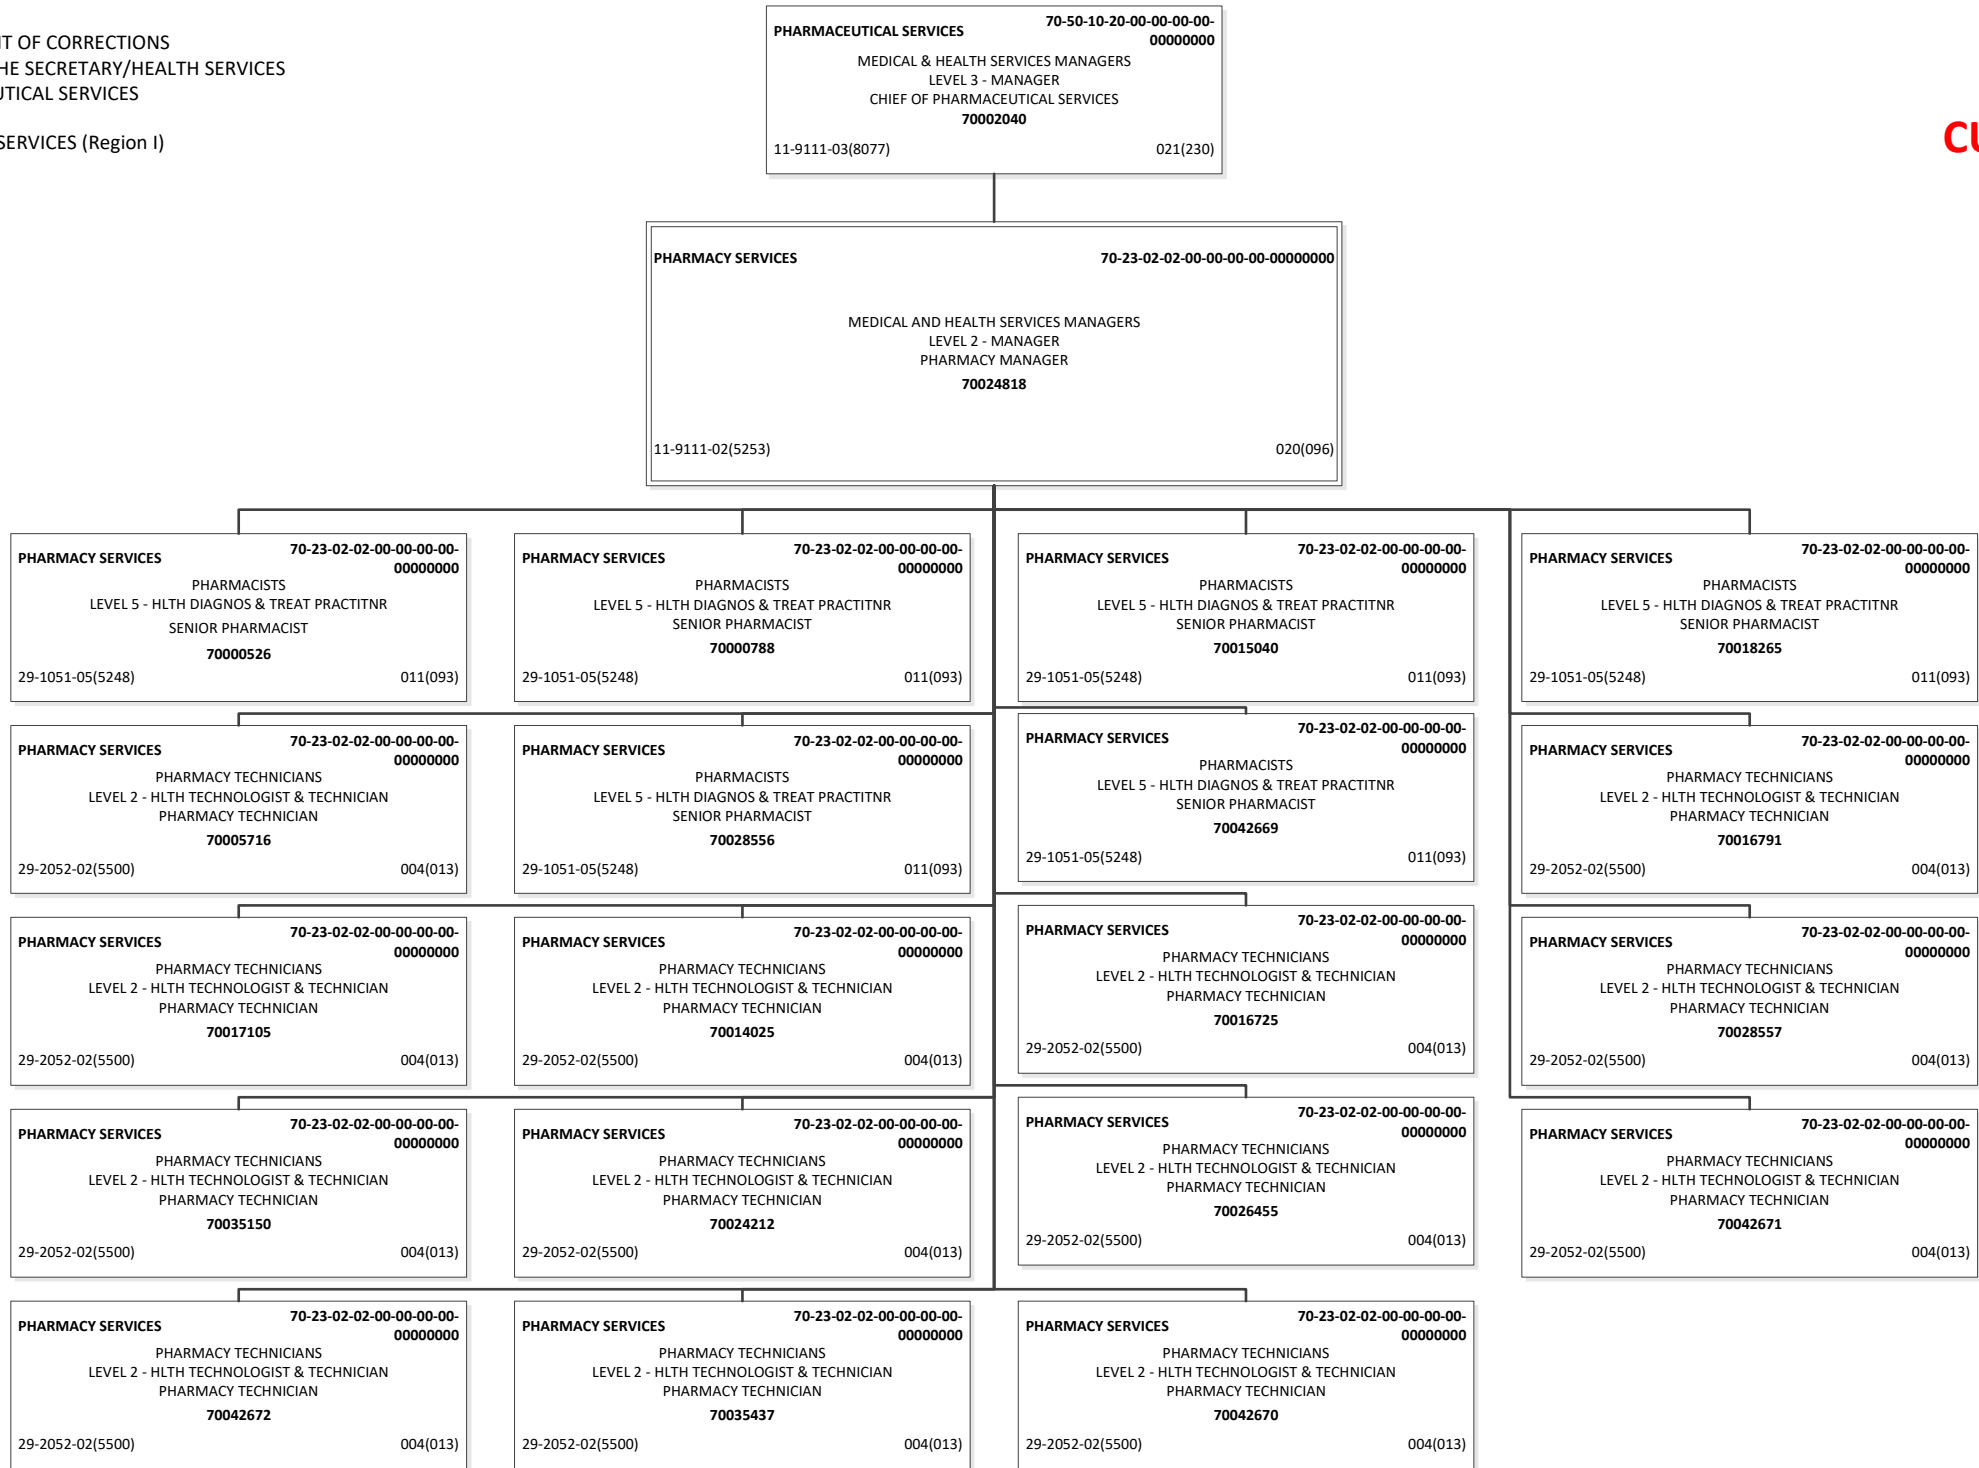 T OF CORRECTIONS
HE SECRETARY/HEALTH SERVICES
UTICAL SERVICES
SERVICES (Region I)
CU
PHARMACEUTICAL SERVICES
70-50-10-20-00-00-00-00-
00000000
MEDICAL & HEALTH SERVICES MANAGERS
LEVEL 3 - MANAGER
CHIEF OF PHARMACEUTICAL SERVICES
70002040
11-9111-03(8077)
021(230)
PHARMACY SERVICES
70-23-02-02-00-00-00-00-00000000
MEDICAL AND HEALTH SERVICES MANAGERS
LEVEL 2 - MANAGER
PHARMACY MANAGER
70024818
11-9111-02(5253)
020(096)
PHARMACY SERVICES
70-23-02-02-00-00-00-00-
00000000
PHARMACISTS
LEVEL 5 - HLTH DIAGNOS & TREAT PRACTITNR
SENIOR PHARMACIST
70000526
29-1051-05(5248)
011(093)
PHARMACY SERVICES
70-23-02-02-00-00-00-00-
00000000
PHARMACISTS
LEVEL 5 - HLTH DIAGNOS & TREAT PRACTITNR
SENIOR PHARMACIST
70000788
29-1051-05(5248)
011(093)
PHARMACY SERVICES
70-23-02-02-00-00-00-00-
00000000
PHARMACISTS
LEVEL 5 - HLTH DIAGNOS & TREAT PRACTITNR
SENIOR PHARMACIST
70015040
29-1051-05(5248)
011(093)
PHARMACY SERVICES
70-23-02-02-00-00-00-00-
00000000
PHARMACISTS
LEVEL 5 - HLTH DIAGNOS & TREAT PRACTITNR
SENIOR PHARMACIST
70018265
29-1051-05(5248)
011(093)
PHARMACY SERVICES
70-23-02-02-00-00-00-00-
00000000
PHARMACY TECHNICIANS
LEVEL 2 - HLTH TECHNOLOGIST & TECHNICIAN
PHARMACY TECHNICIAN
70005716
29-2052-02(5500)
004(013)
PHARMACY SERVICES
70-23-02-02-00-00-00-00-
00000000
PHARMACISTS
LEVEL 5 - HLTH DIAGNOS & TREAT PRACTITNR
SENIOR PHARMACIST
70028556
29-1051-05(5248)
011(093)
PHARMACY SERVICES
70-23-02-02-00-00-00-00-
00000000
PHARMACISTS
LEVEL 5 - HLTH DIAGNOS & TREAT PRACTITNR
SENIOR PHARMACIST
70042669
29-1051-05(5248)
011(093)
PHARMACY SERVICES
70-23-02-02-00-00-00-00-
00000000
PHARMACY TECHNICIANS
LEVEL 2 - HLTH TECHNOLOGIST & TECHNICIAN
PHARMACY TECHNICIAN
70016791
29-2052-02(5500)
004(013)
PHARMACY SERVICES
70-23-02-02-00-00-00-00-
00000000
PHARMACY TECHNICIANS
LEVEL 2 - HLTH TECHNOLOGIST & TECHNICIAN
PHARMACY TECHNICIAN
70017105
29-2052-02(5500)
004(013)
PHARMACY SERVICES
70-23-02-02-00-00-00-00-
00000000
PHARMACY TECHNICIANS
LEVEL 2 - HLTH TECHNOLOGIST & TECHNICIAN
PHARMACY TECHNICIAN
70014025
29-2052-02(5500)
004(013)
PHARMACY SERVICES
70-23-02-02-00-00-00-00-
00000000
PHARMACY TECHNICIANS
LEVEL 2 - HLTH TECHNOLOGIST & TECHNICIAN
PHARMACY TECHNICIAN
70016725
29-2052-02(5500)
004(013)
PHARMACY SERVICES
70-23-02-02-00-00-00-00-
00000000
PHARMACY TECHNICIANS
LEVEL 2 - HLTH TECHNOLOGIST & TECHNICIAN
PHARMACY TECHNICIAN
70028557
29-2052-02(5500)
004(013)
PHARMACY SERVICES
70-23-02-02-00-00-00-00-
00000000
PHARMACY TECHNICIANS
LEVEL 2 - HLTH TECHNOLOGIST & TECHNICIAN
PHARMACY TECHNICIAN
70035150
29-2052-02(5500)
004(013)
PHARMACY SERVICES
70-23-02-02-00-00-00-00-
00000000
PHARMACY TECHNICIANS
LEVEL 2 - HLTH TECHNOLOGIST & TECHNICIAN
PHARMACY TECHNICIAN
70024212
29-2052-02(5500)
004(013)
PHARMACY SERVICES
70-23-02-02-00-00-00-00-
00000000
PHARMACY TECHNICIANS
LEVEL 2 - HLTH TECHNOLOGIST & TECHNICIAN
PHARMACY TECHNICIAN
70026455
29-2052-02(5500)
004(013)
PHARMACY SERVICES
70-23-02-02-00-00-00-00-
00000000
PHARMACY TECHNICIANS
LEVEL 2 - HLTH TECHNOLOGIST & TECHNICIAN
PHARMACY TECHNICIAN
70042671
29-2052-02(5500)
004(013)
PHARMACY SERVICES
70-23-02-02-00-00-00-00-
00000000
PHARMACY TECHNICIANS
LEVEL 2 - HLTH TECHNOLOGIST & TECHNICIAN
PHARMACY TECHNICIAN
70042672
29-2052-02(5500)
004(013)
PHARMACY SERVICES
70-23-02-02-00-00-00-00-
00000000
PHARMACY TECHNICIANS
LEVEL 2 - HLTH TECHNOLOGIST & TECHNICIAN
PHARMACY TECHNICIAN
70035437
29-2052-02(5500)
004(013)
PHARMACY SERVICES
70-23-02-02-00-00-00-00-
00000000
PHARMACY TECHNICIANS
LEVEL 2 - HLTH TECHNOLOGIST & TECHNICIAN
PHARMACY TECHNICIAN
70042670
29-2052-02(5500)
004(013)